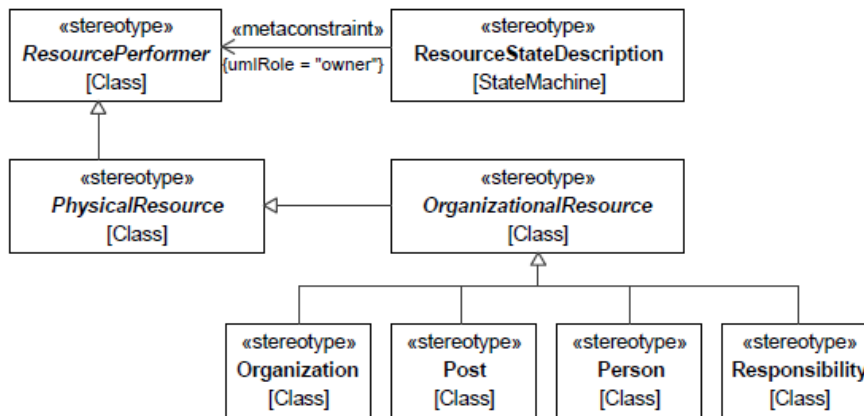 «stereotype»
ResourcePerformer
[Class]
«metaconstraint»
{umlRole = "owner"}
«stereotype»
ResourceStateDescription
[StateMachine]
«stereotype»
PhysicalResource
[Class]
«stereotype»
OrganizationalResource
[Class]
«stereotype»
Organization
[Class]
«stereotype»
Post
[Class]
«stereotype»
Person
[Class]
«stereotype»
Responsibility
[Class]